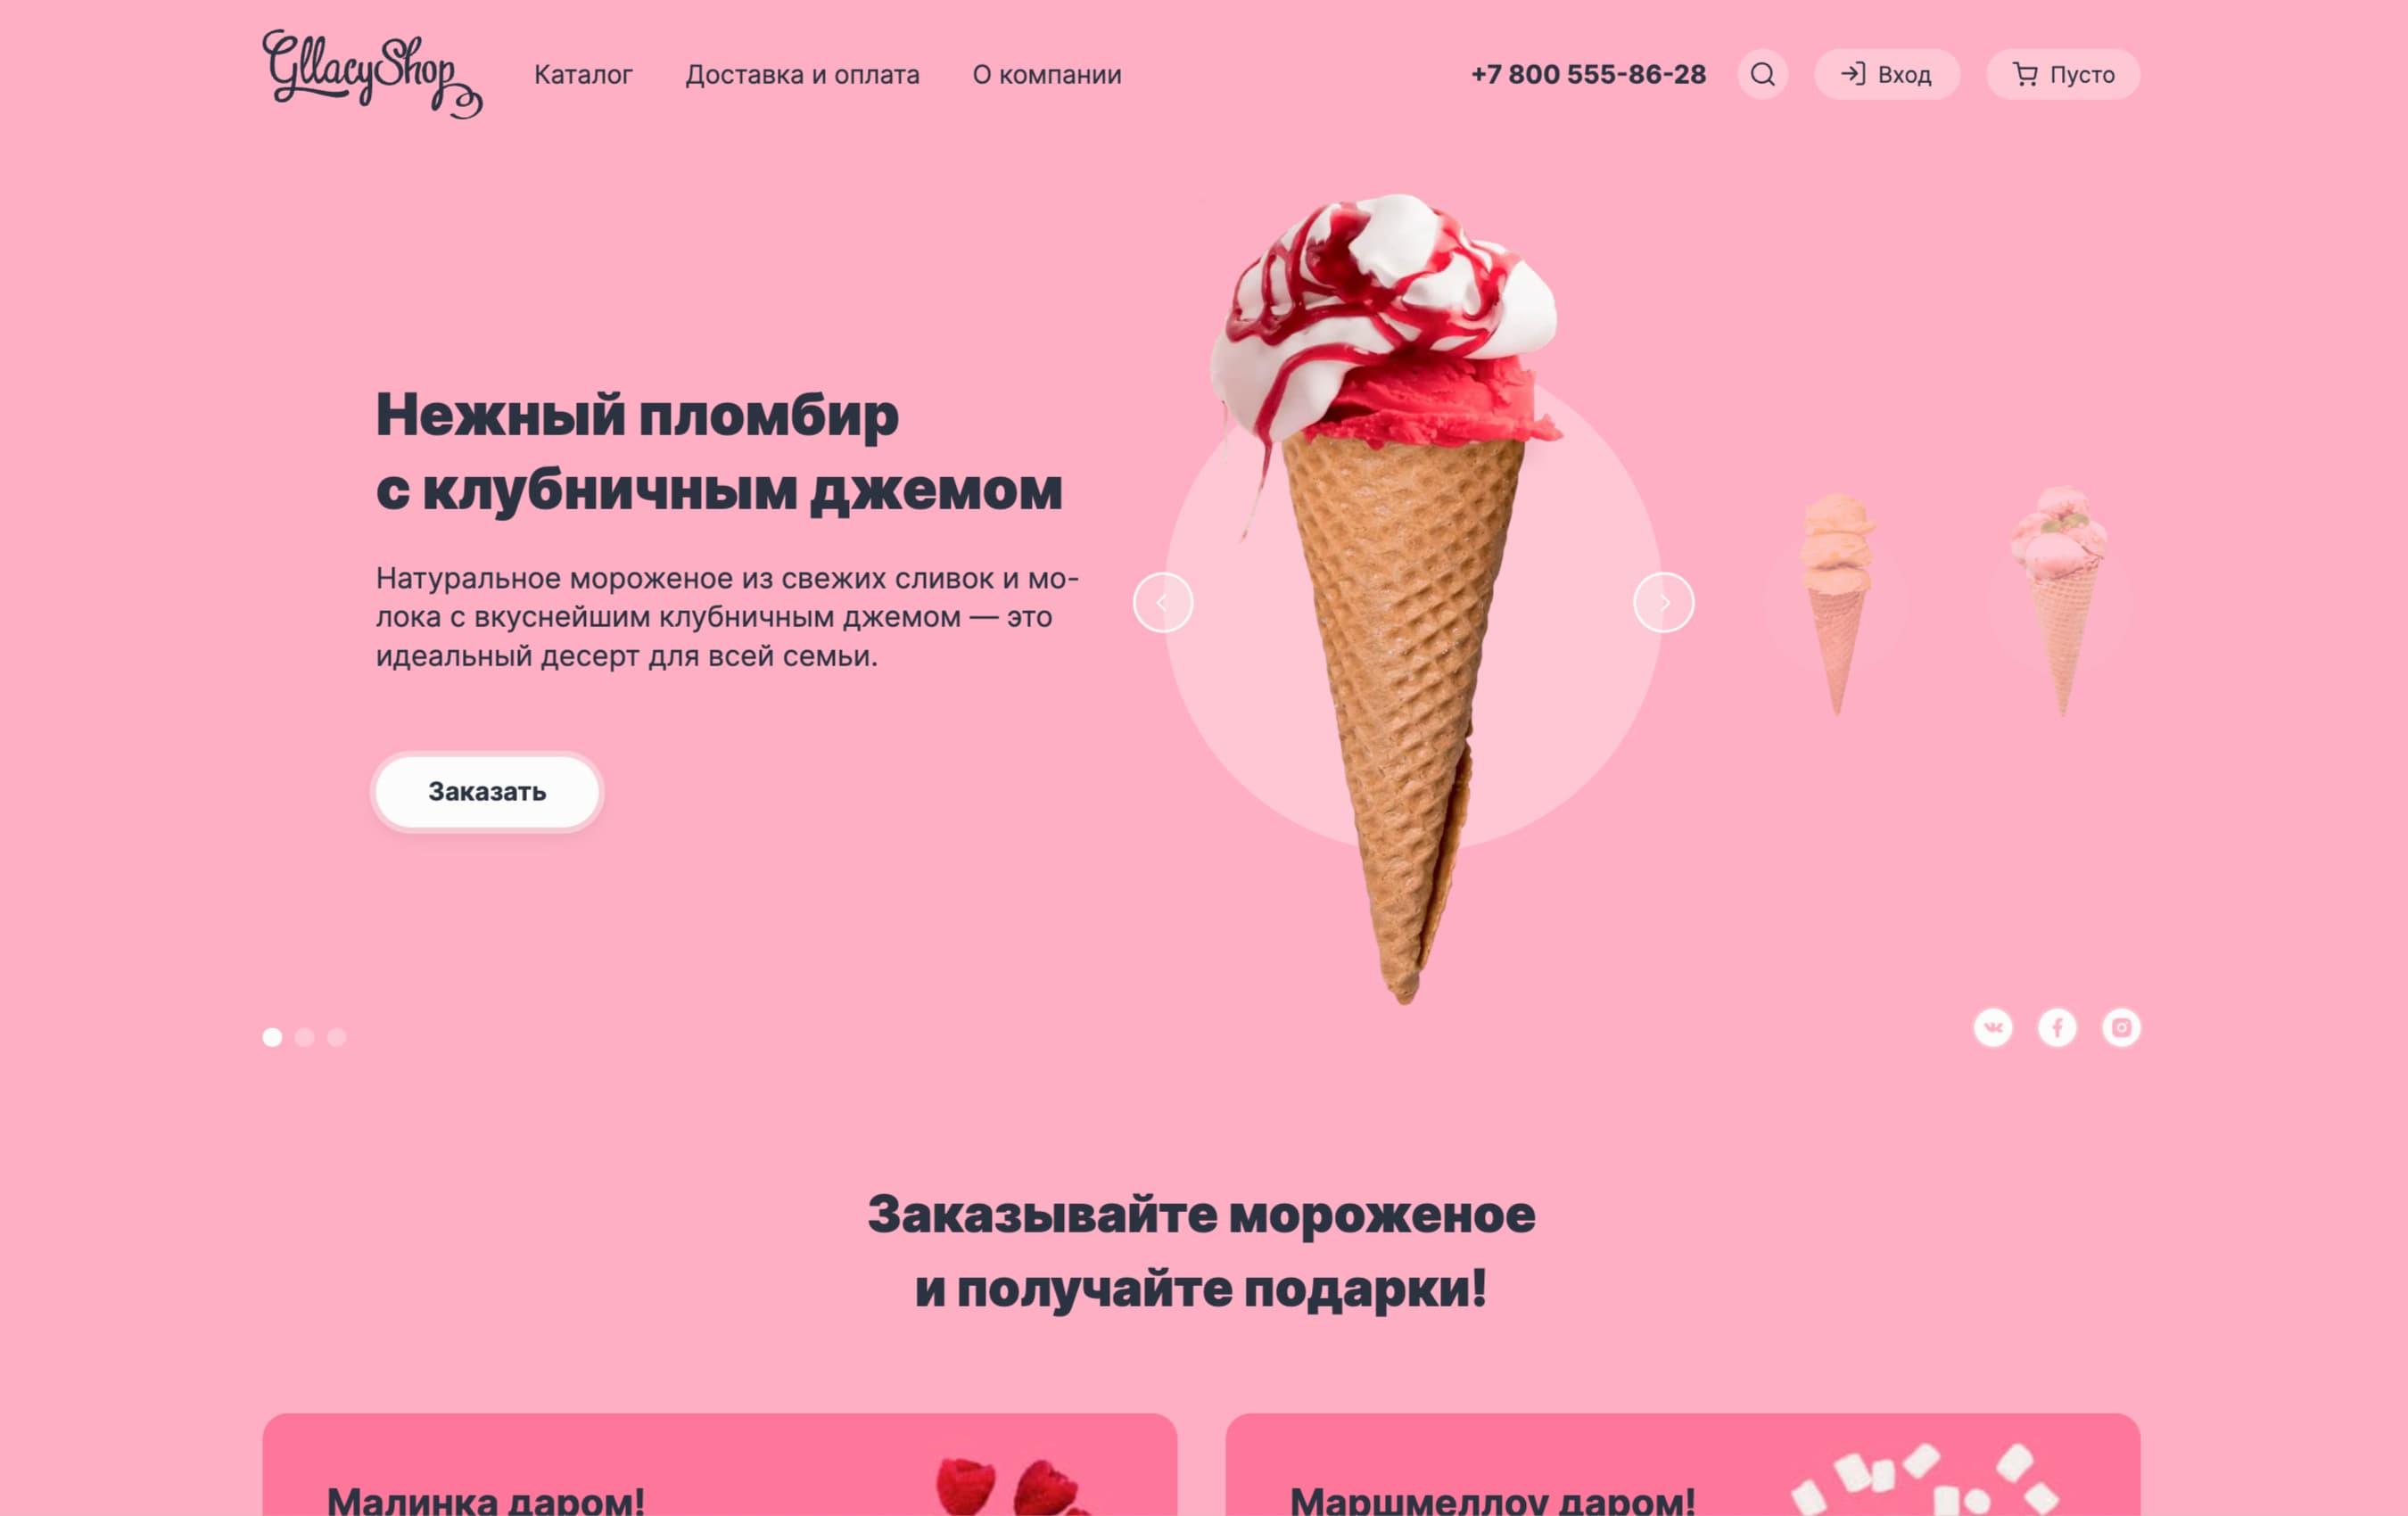 GllacyShop
Каталог
Доставка и оплата
О компании
+7 800 555-86-28
Вход
Пусто
Нежный пломбир
с клубничным джемом
Натуральное мороженое из свежих сливок и мо-
лока с вкуснейшим клубничным джемом — это
идеальный десерт для всей семьи.
Заказать
Заказывайте мороженое
и получайте подарки!
Малинка даром!
Маршмеллоу даром!